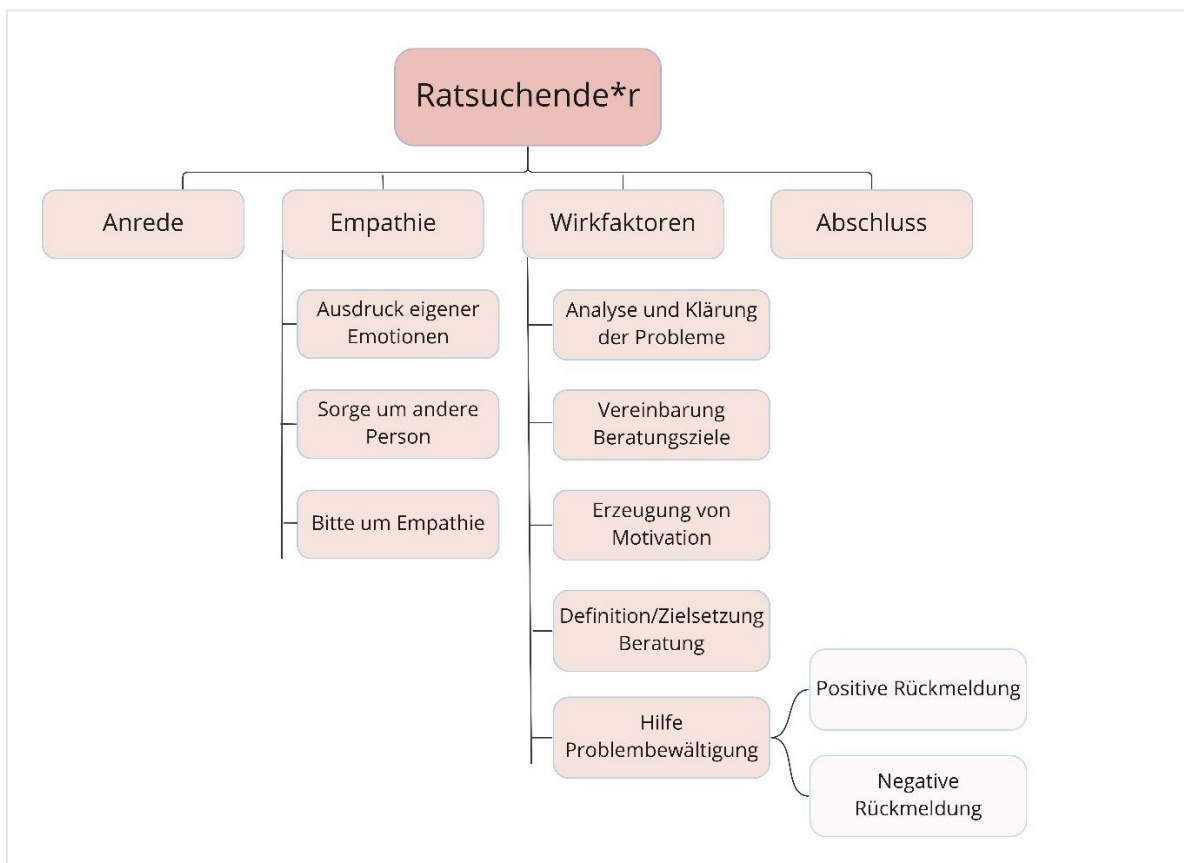 Ratsuchende*r
Anrede
Empathie
Wirkfaktoren
Abschluss
Ausdruck eigener
Emotionen
Sorge um andere
Person
Bitte um Empathie
Analyse und Klärung
der Probleme
Vereinbarung
Beratungsziele
Erzeugung von
Motivation
Definition/Zielsetzung
Beratung
Hilfe
Problembewältigung
Positive Rückmeldung
Negative
Rückmeldung